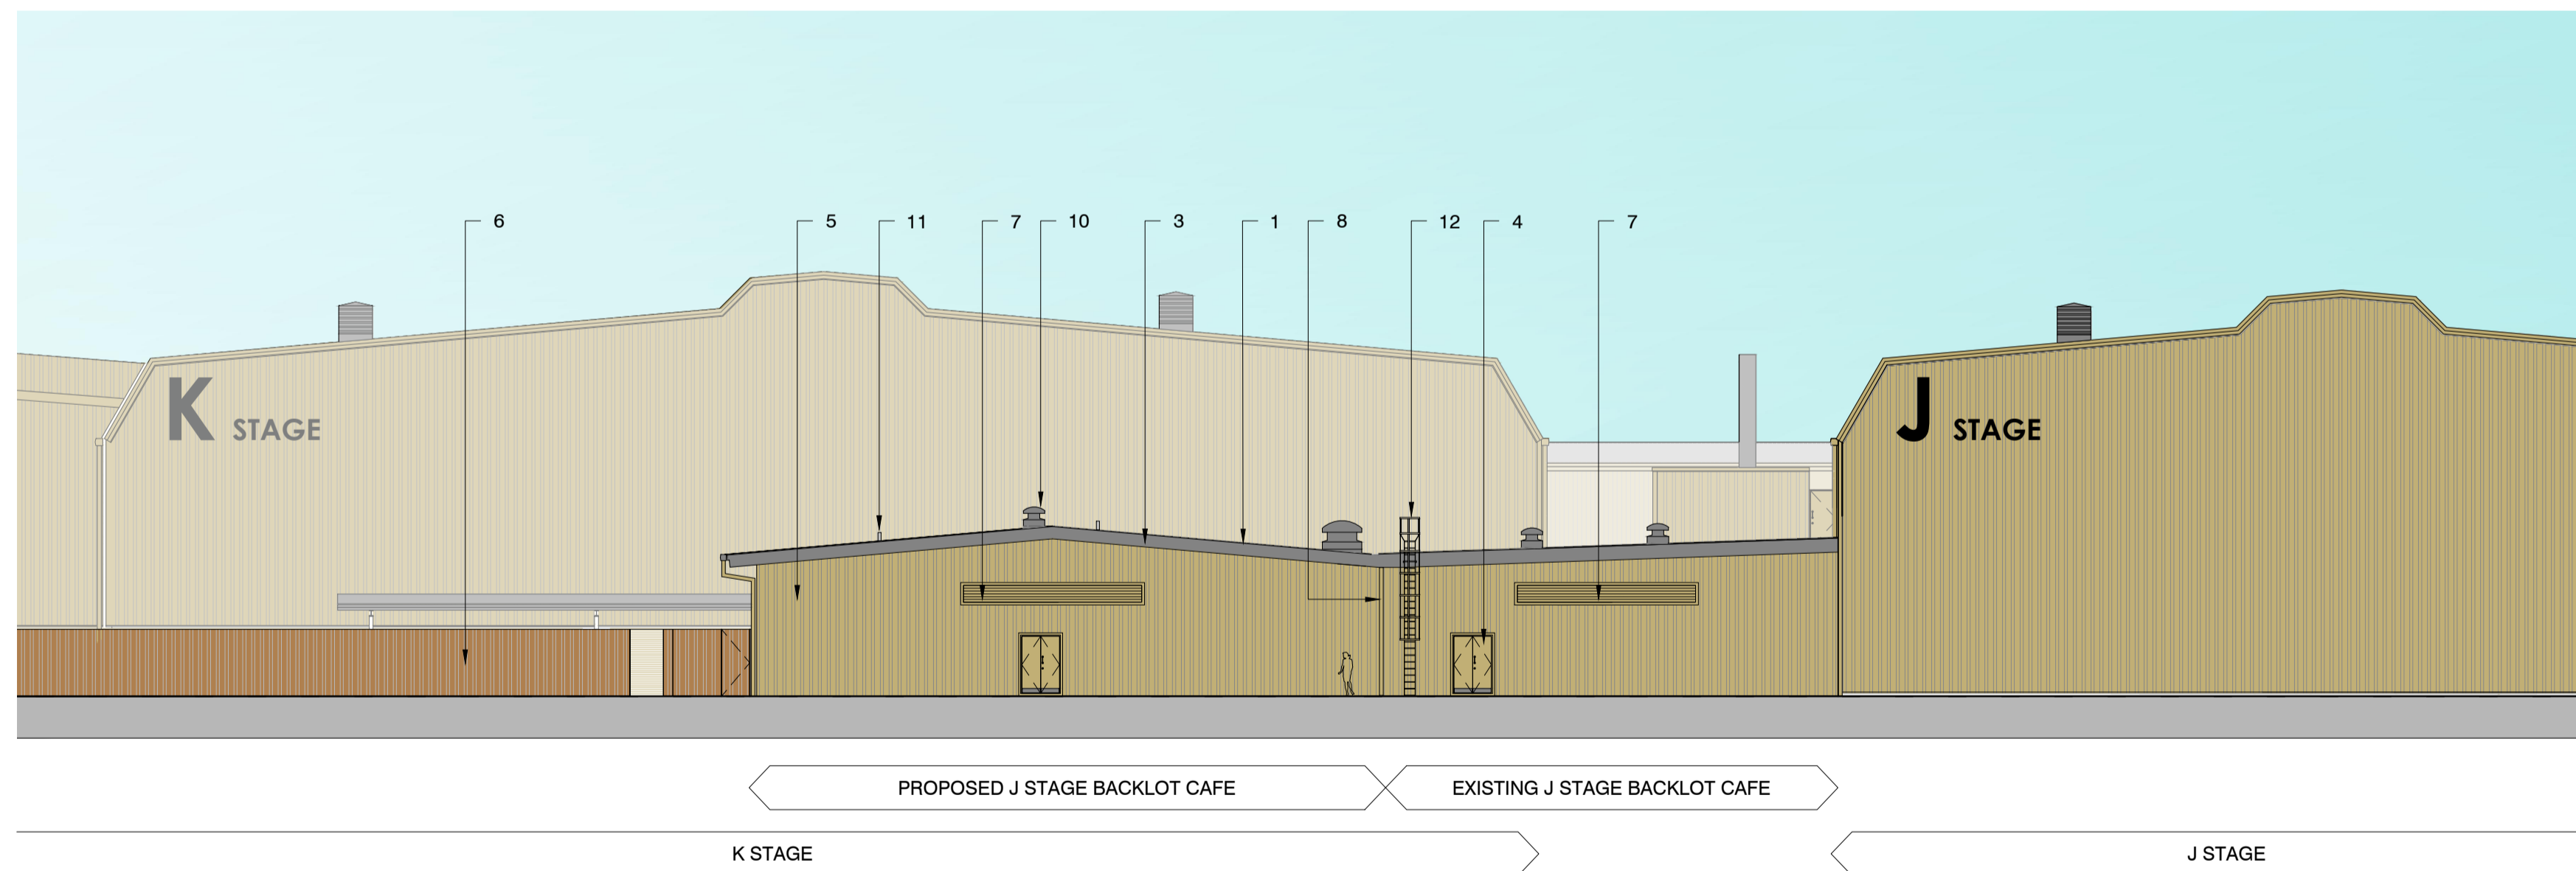 6 5 11 7 10 3 1 8 12 4 7
K STAGE
J STAGE
PROPOSED J STAGE BACKLOT CAFE
EXISTING J STAGE BACKLOT CAFE
K STAGE
J STAGE